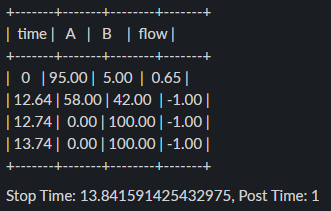 +-------+-------+--------+-------+
| time | A | B | flow |
+-------+-------+--------+-------+
| 0 | 95.00 | 5.00 | 0.65 |
| 12.64 | 58.00 | 42.00 | -1.00 |
| 12.74 | 0.00 | 100.00 | -1.00 |
| 13.74 | 0.00 | 100.00 | -1.00 |
+-------+-------+--------+-------+
Stop Time: 13.841591425432975, Post Time: 1